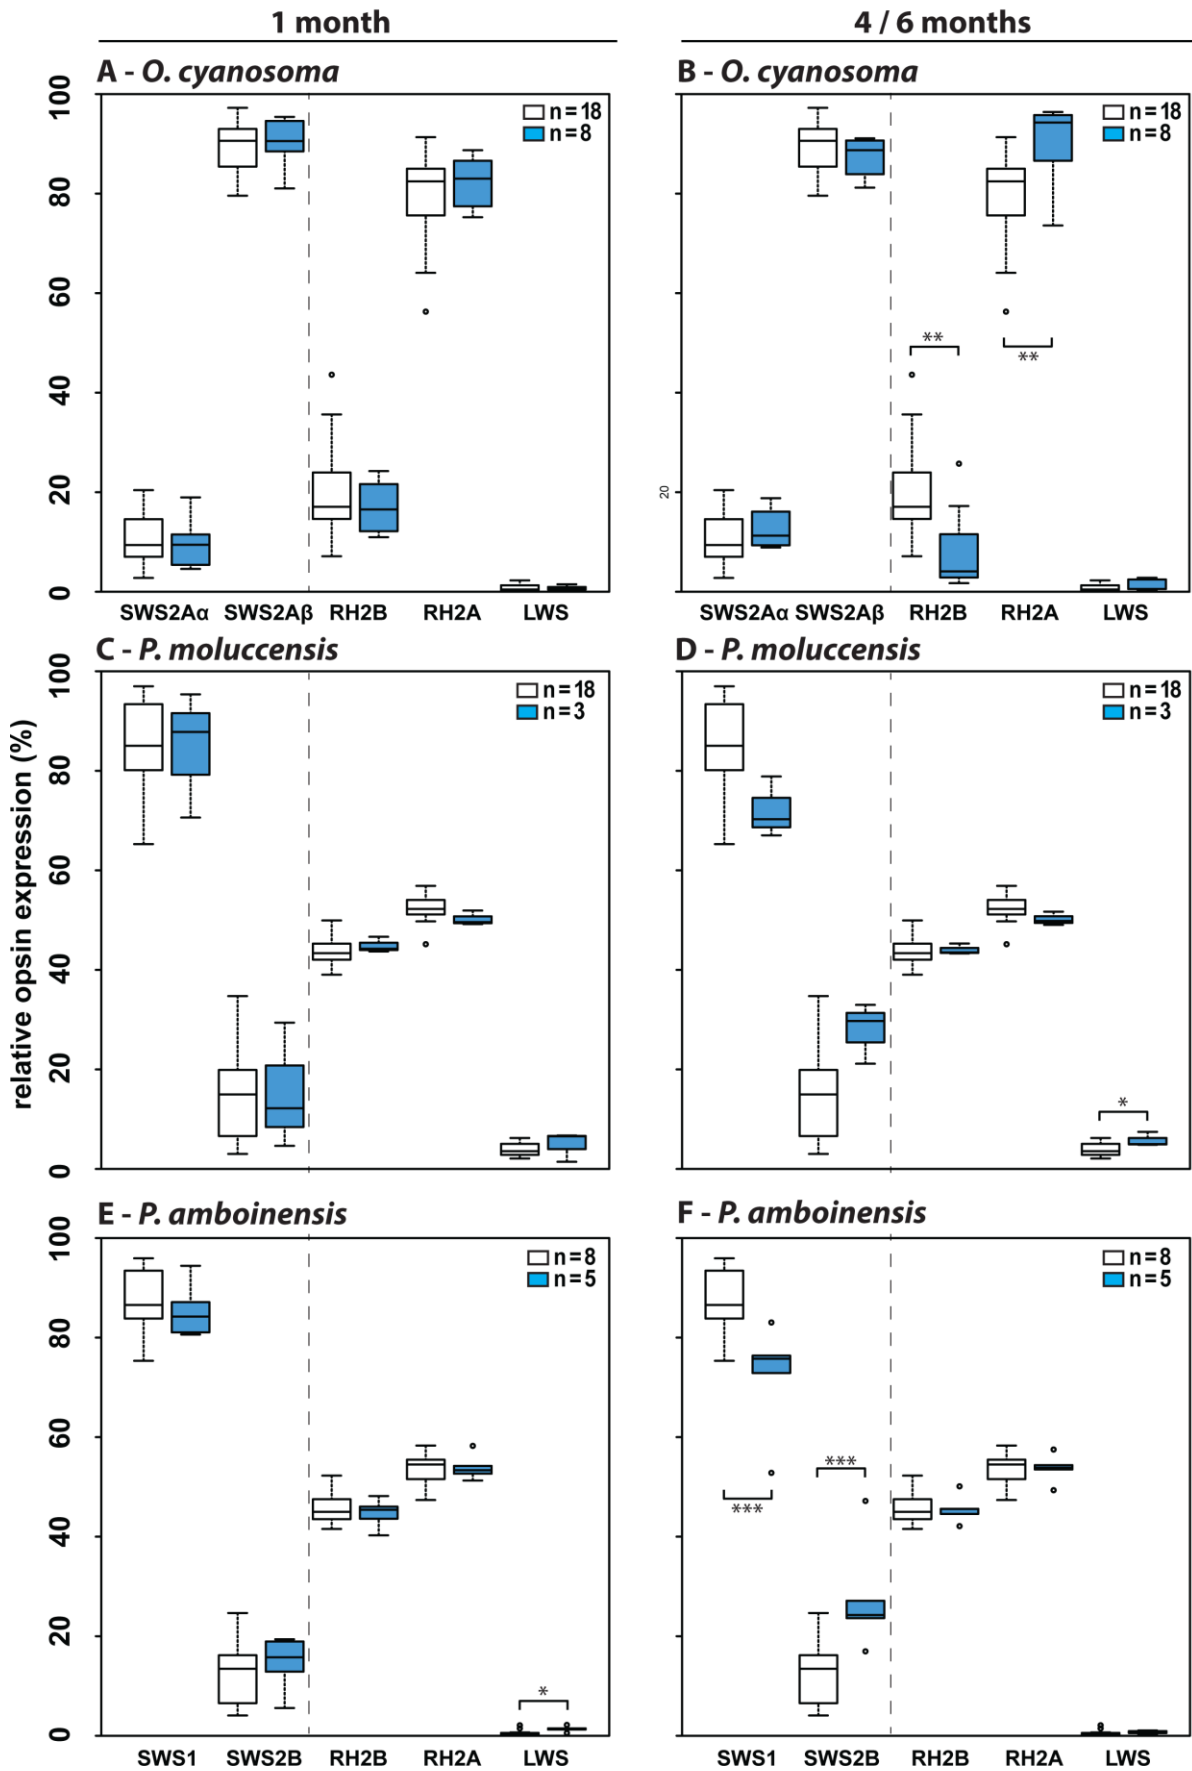 1 month
4 / 6 months
A - O. cyanosoma
B - O. cyanosoma
100
80
60
40
20
0
n=18
n=8
n=18
n=8
**
**
20
SWS2Aα SWS2Aβ RH2B RH2A LWS
SWS2Aα SWS2Aβ RH2B RH2A LWS
C - P. moluccensis
D - P. moluccensis
relative opsin expression (%)
100
80
60
40
20
0
n=18
n=3
n=18
n=3
*
E - P. amboinensis
F - P. amboinensis
100
80
60
40
20
0
n=8
n=5
n=8
n=5
*
***
***
SWS1 SWS2B RH2B RH2A LWS
SWS1 SWS2B RH2B RH2A LWS